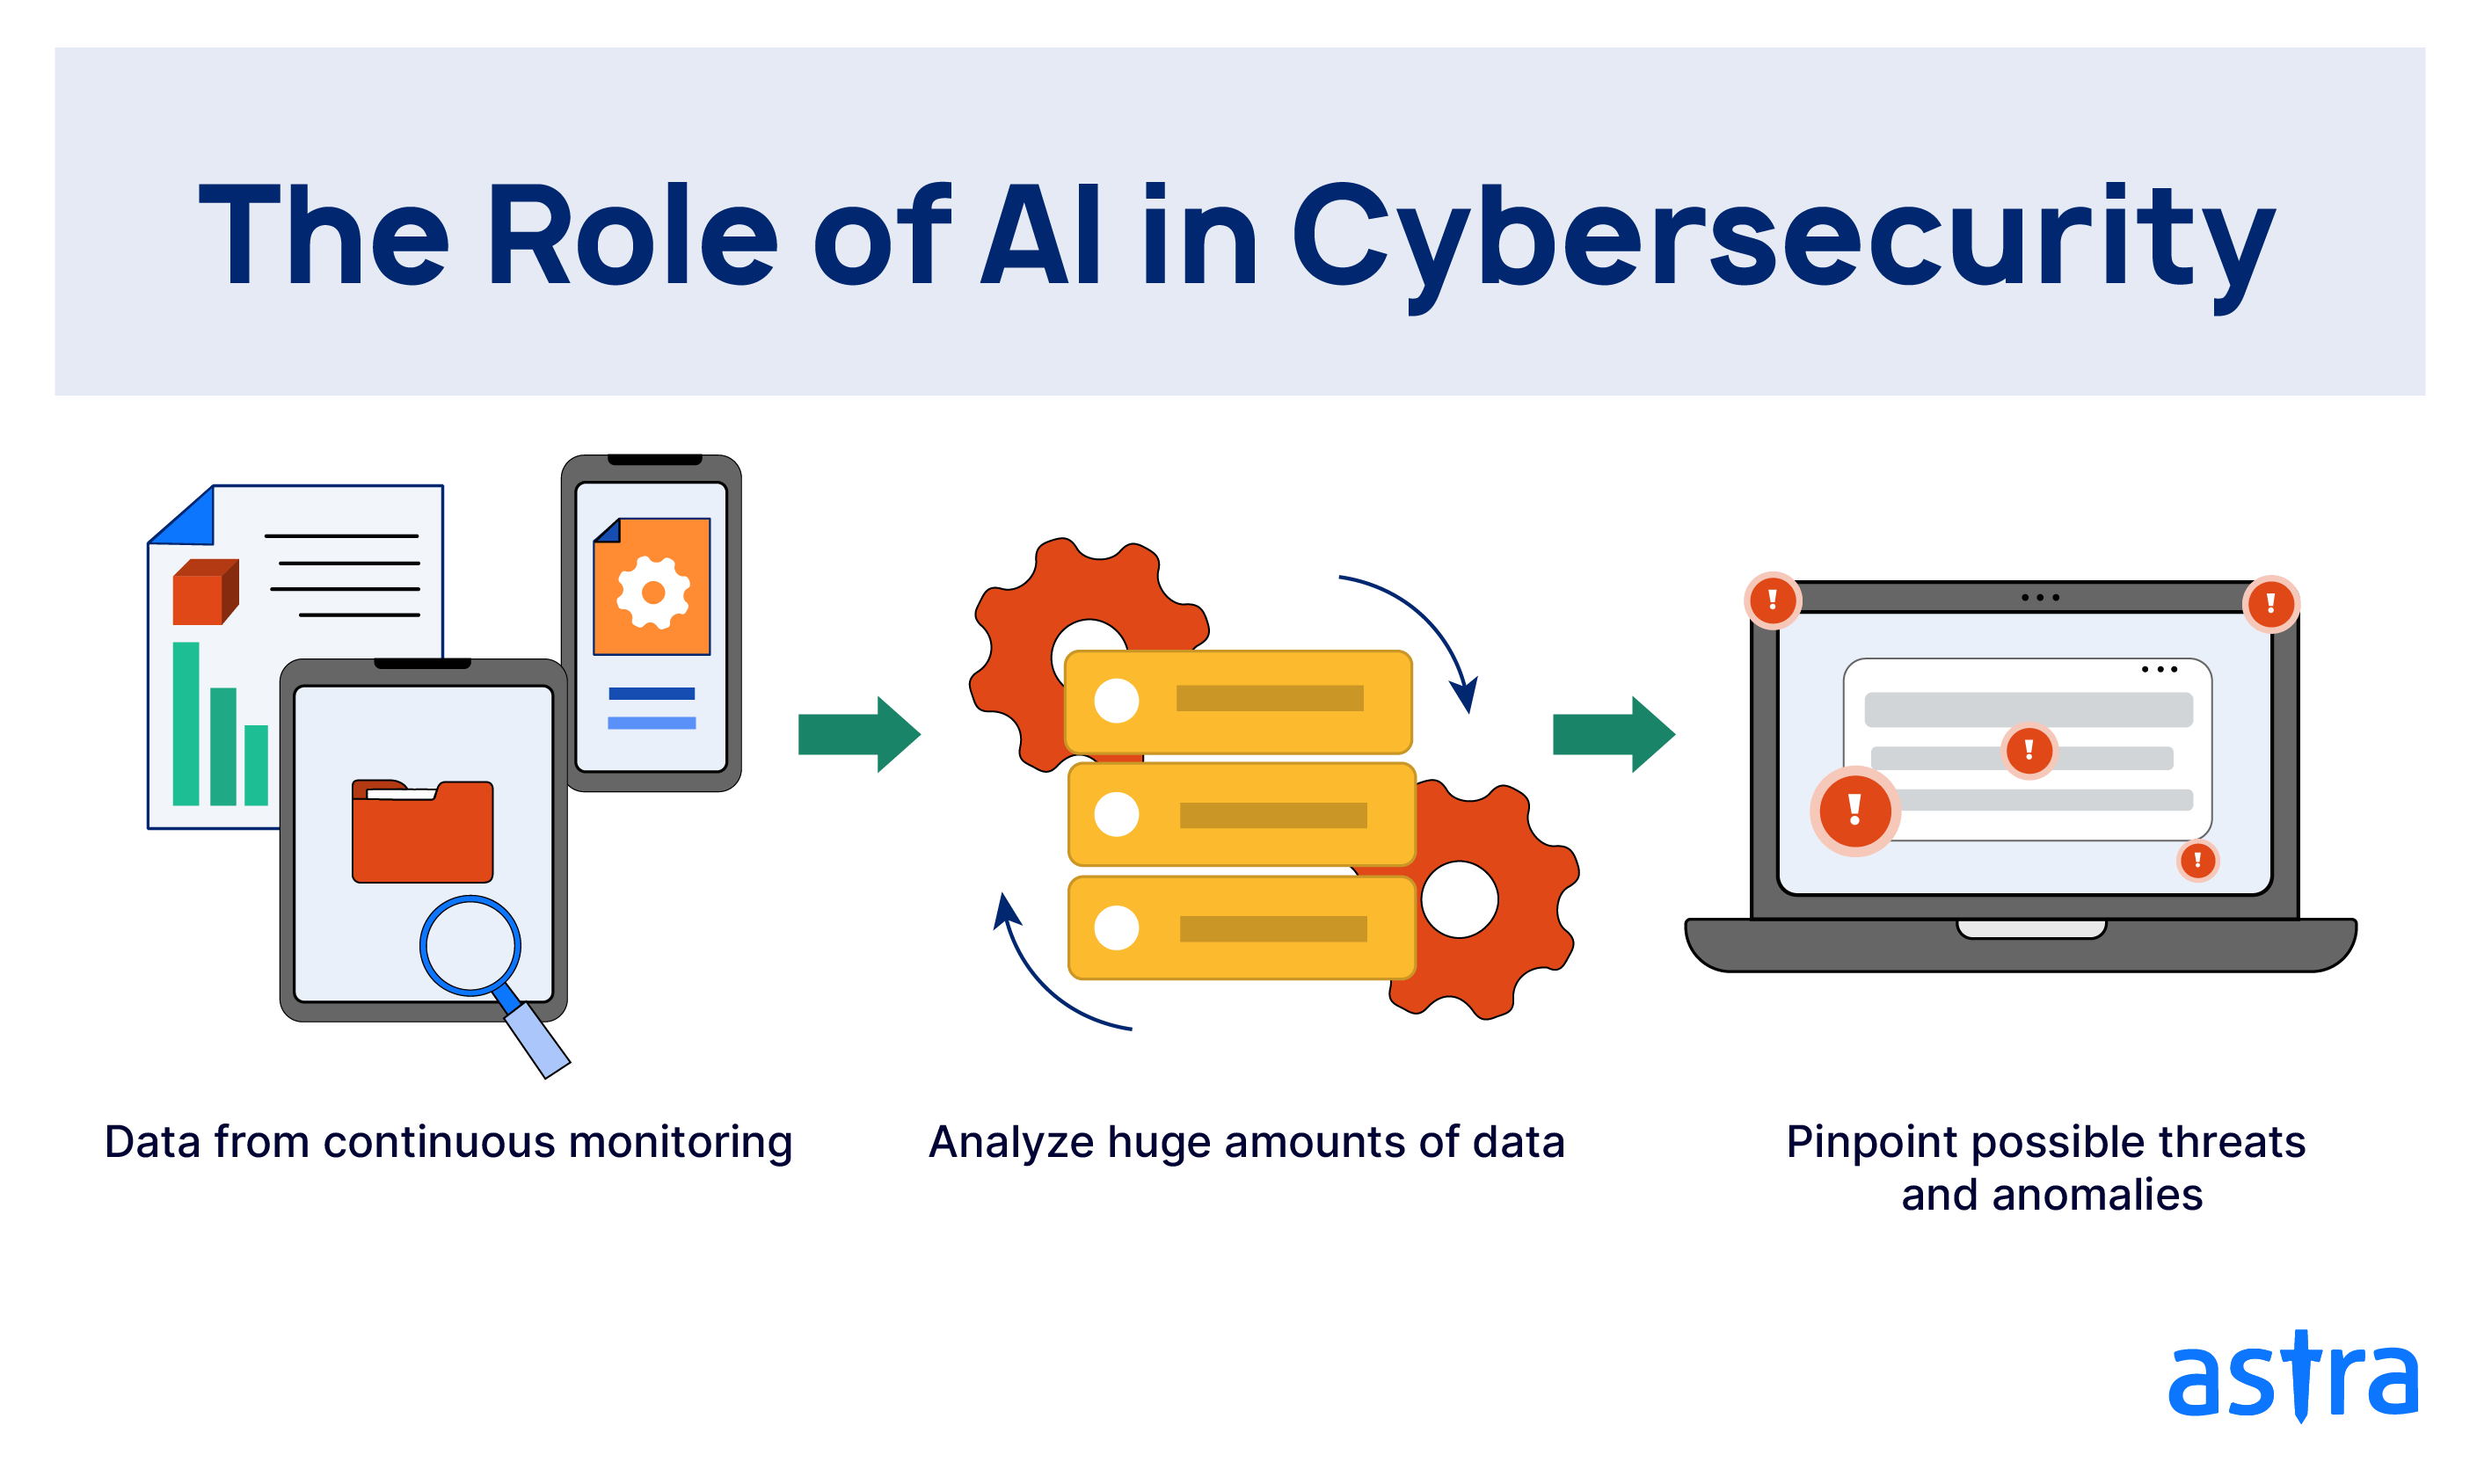 The Role of AI in Cybersecurity
Data from continuous monitoring
Analyze huge amounts of data
Pinpoint possible threats
and anomalies
astra